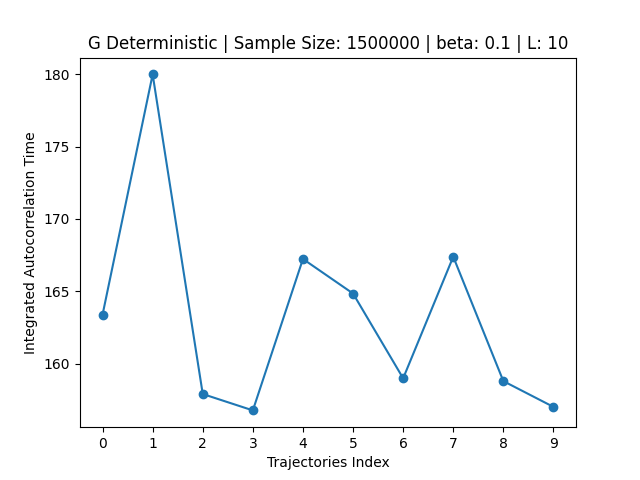 G Deterministic | Sample Size: 1500000 | beta: 0.1 | L: 10
180
175
170
165
160
Integrated Autocorrelation Time
0 1 2 3 4 5 6 7 8 9
Trajectories Index